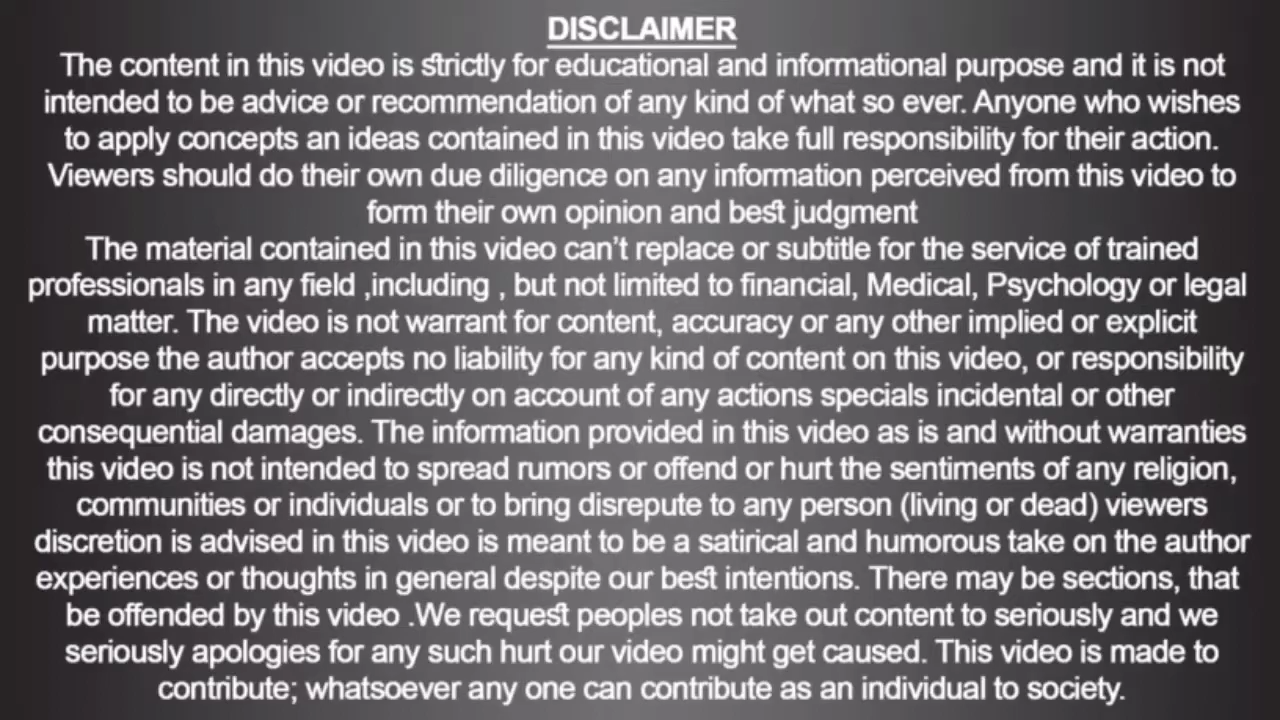 DISCLAIMER
The content in this video is strictly for educational and informational purpose and it is not
intended to be advice or recommendation of any kind of what so ever. Anyone who wishes
to apply concepts an ideas contained in this video take full responsibility for their action.
Viewers should do their own due diligence on any information perceived from this video to
form their own opinion and best judgment
The material contained in this video can't replace or subtitle for the service of trained
professionals in any field ,including , but not limited to financial, Medical, Psychology or legal
matter. The video is not warrant for content, accuracy or any other implied or explicit
purpose the author accepts no liability for any kind of content on this video, or responsibility
for any directly or indirectly on account of any actions specials incidental or other
consequential damages. The information provided in this video as is and without warranties
this video is not intended to spread rumors or offend or hurt the sentiments of any religion,
communities or individuals or to bring disrepute to any person (living or dead) viewers
discretion is advised in this video is meant to be a satirical and humorous take on the author
experiences or thoughts in general despite our best intentions. There may be sections, that
be offended by this video .We request peoples not take out content to seriously and we
seriously apologies for any such hurt our video might get caused. This video is made to
contribute; whatsoever any one can contribute as an individual to society.